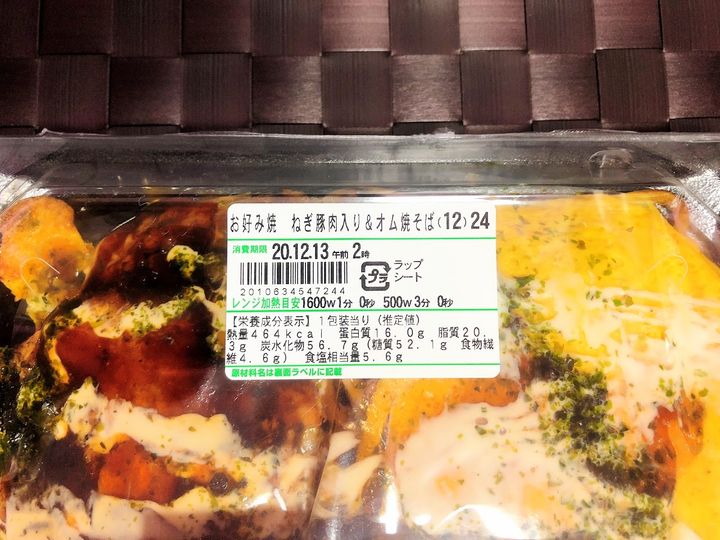 お好み焼 ねぎ豚肉入り&オム焼そば<12>24
消費期限 20.12.13 午前 2時
2010634547244
プラ
ラップ
シート
レンジ加熱目安1600W1分 0秒 500W3分 0秒
【栄養成分表示】1包装当り(推定値)
熱量464kcal 蛋白質16.0g 脂質20.
3g 炭水化物56.7g(糖質52.1g 食物繊
維4.6g) 食塩相当量5.6g
原材料名は裏面ラベルに記載